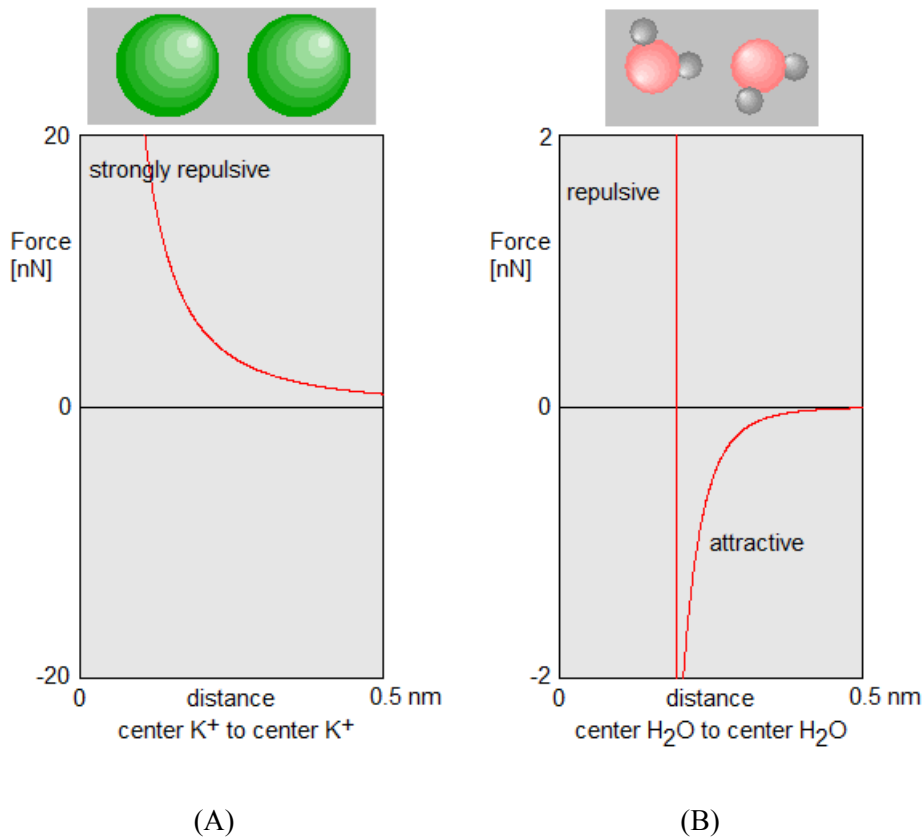 20
strongly repulsive
Force
[nN]
0
-20
0
distance
0.5 nm
center K⁺ to center K⁺
(A)
2
repulsive
Force
[nN]
0
attractive
-2
0
distance
0.5 nm
center H₂O to center H₂O
(B)